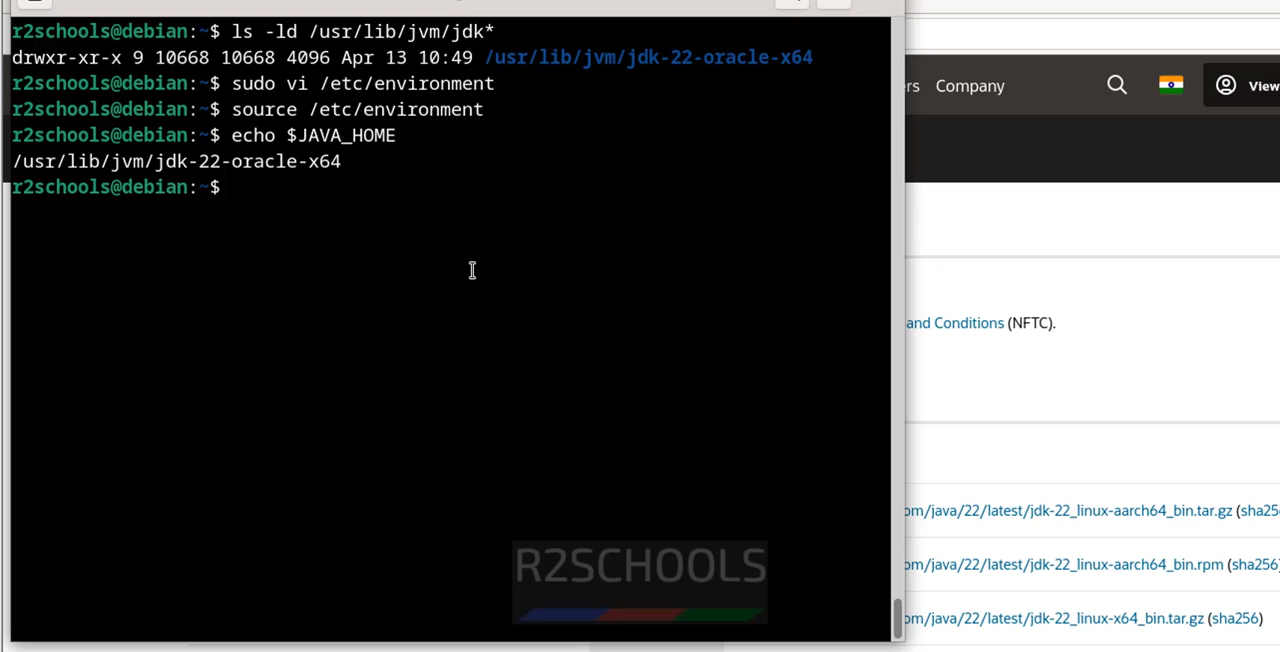 r2schools@debian:~$ ls -ld /usr/lib/jvm/jdk*
drwxr-xr-x 9 10668 10668 4096 Apr 13 10:49 /usr/lib/jvm/jdk-22-oracle-x64
r2schools@debian:~$ sudo vi /etc/environment
r2schools@debian:~$ source /etc/environment
r2schools@debian:~$ echo $JAVA_HOME
/usr/lib/jvm/jdk-22-oracle-x64
r2schools@debian:~$
rs Company View
and Conditions (NFTC).
om/java/22/latest/jdk-22_linux-aarch64_bin.tar.gz (sha25
om/java/22/latest/jdk-22_linux-aarch64_bin.rpm (sha256
om/java/22/latest/jdk-22_linux-x64_bin.tar.gz (sha256)
R2SCHOOLS